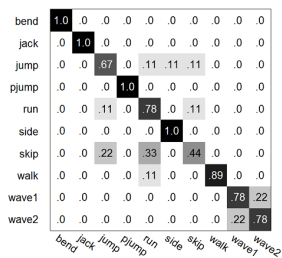 bend 1.0 .0 .0 .0 .0 .0 .0 .0 .0 .0
jack .0 1.0 .0 .0 .0 .0 .0 .0 .0 .0
jump .0 .0 .67 .0 .11 .11 .11 .0 .0 .0
pjump .0 .0 .0 1.0 .0 .0 .0 .0 .0 .0
run .0 .0 .11 .0 .78 .0 .11 .0 .0 .0
side .0 .0 .0 .0 .0 1.0 .0 .0 .0 .0
skip .0 .0 .22 .0 .33 .0 .44 .0 .0 .0
walk .0 .0 .0 .0 .11 .0 .0 .89 .0 .0
wave1 .0 .0 .0 .0 .0 .0 .0 .0 .78 .22
wave2 .0 .0 .0 .0 .0 .0 .0 .0 .22 .78
bend jack jump pjump run side skip walk wave1 wave2